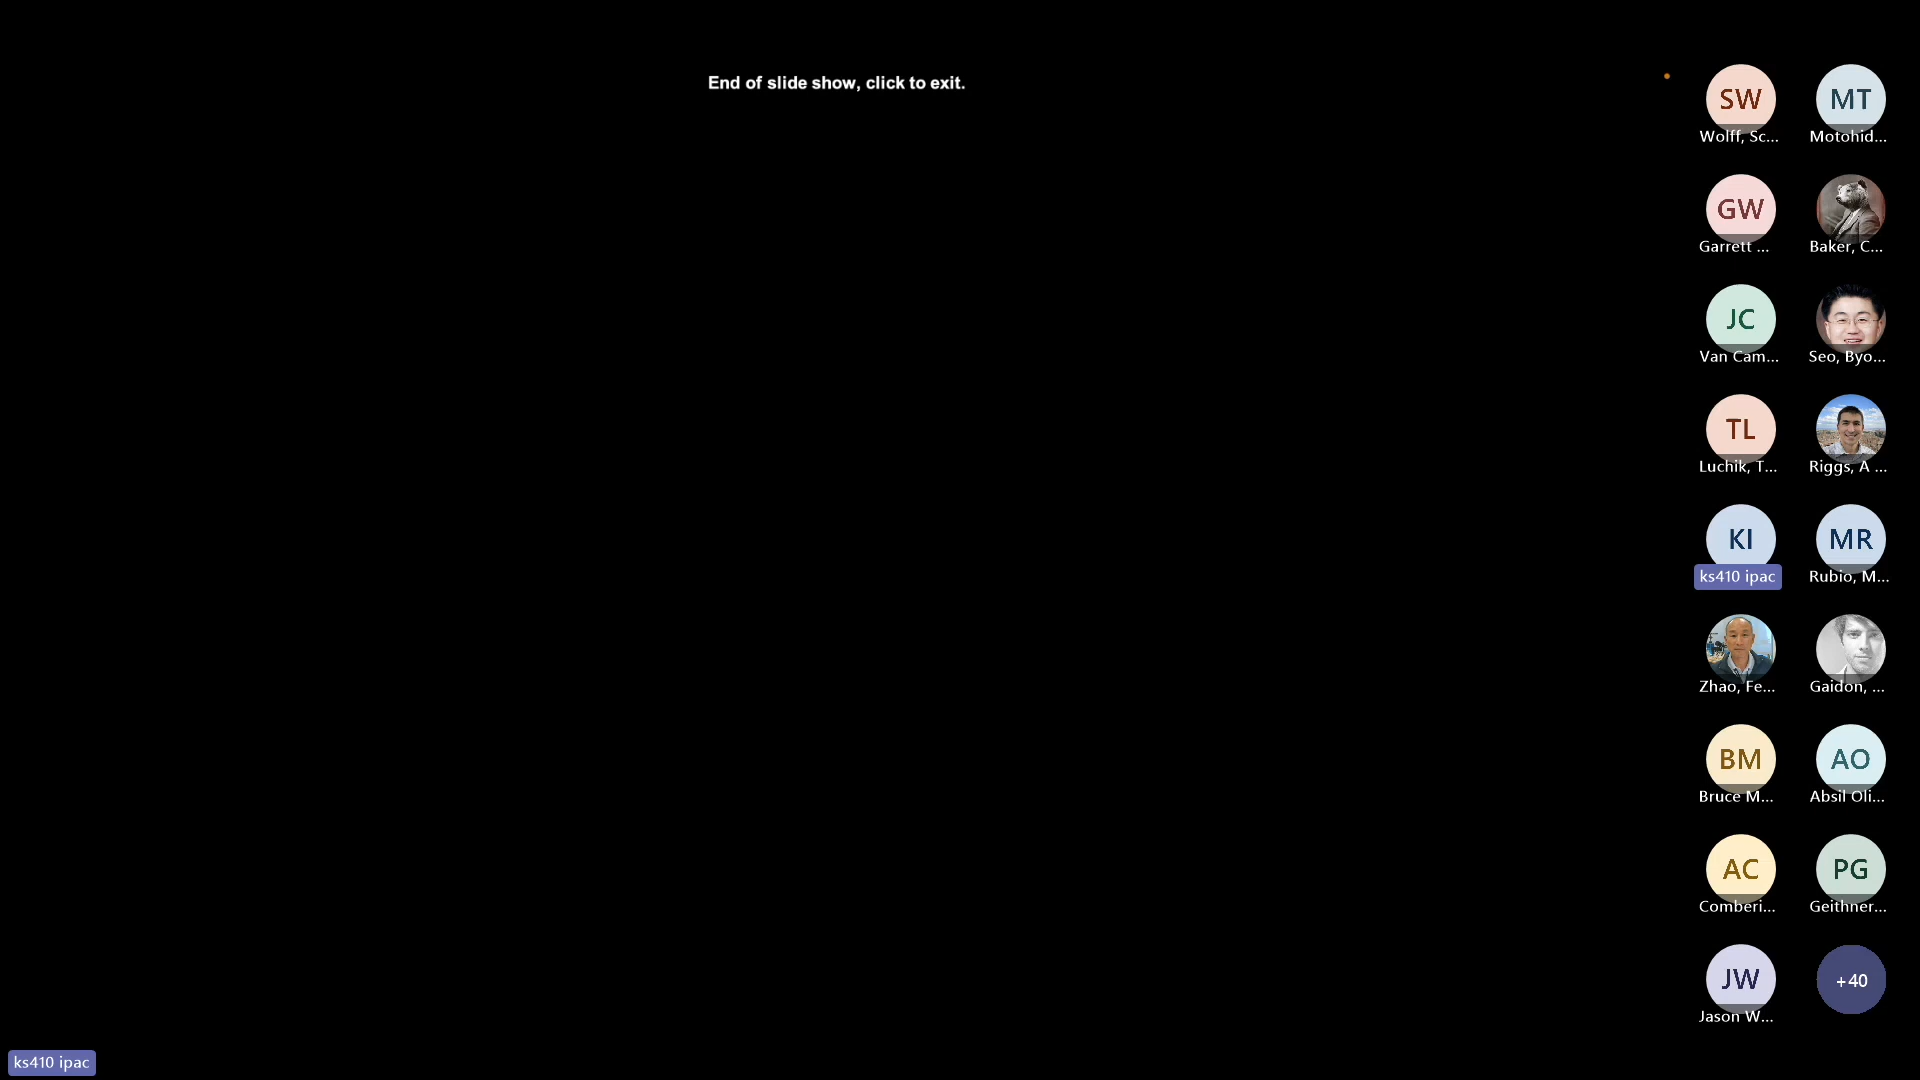 End of slide show, click to exit.
SW
Wolff, Sc...
MT
Motohid...
GW
Garrett ...
Baker, C...
JC
Van Cam...
Seo, Byo...
TL
Luchik, T...
Riggs, A ...
KI
ks410 ipac
MR
Rubio, M...
Zhao, Fe...
Gaidon, ...
BM
Bruce M...
AO
Absil Oli...
AC
Comberi...
PG
Geithner...
JW
Jason W...
+40
ks410 ipac